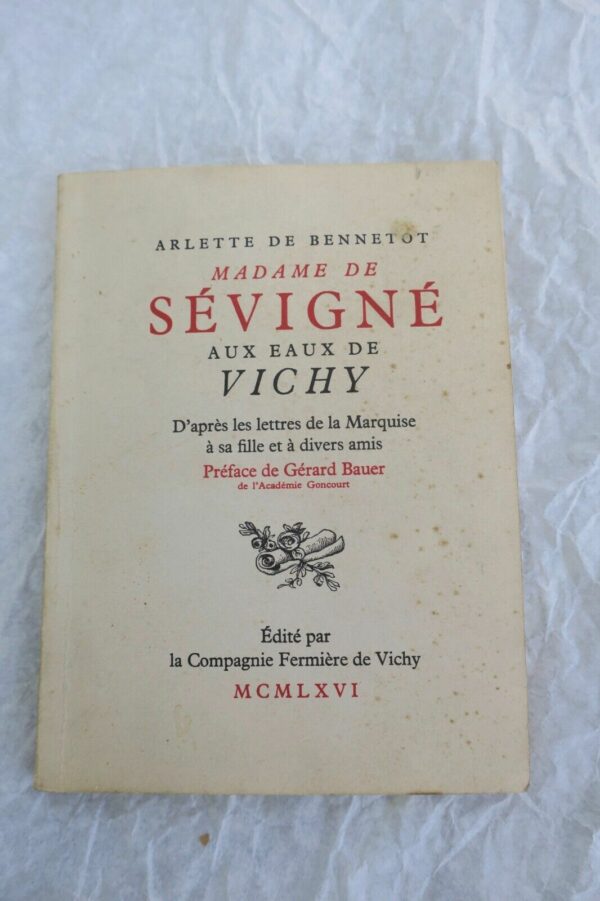 ARLETTE DE BENNETOT
MADAME DE
SÉVIGNÉ
AUX EAUX DE
VICHY
D'après les lettres de la Marquise
à sa fille et à divers amis
Préface de Gérard Bauer
de l'Académie Goncourt
Édité par
la Compagnie Fermière de Vichy
MCMLXVI